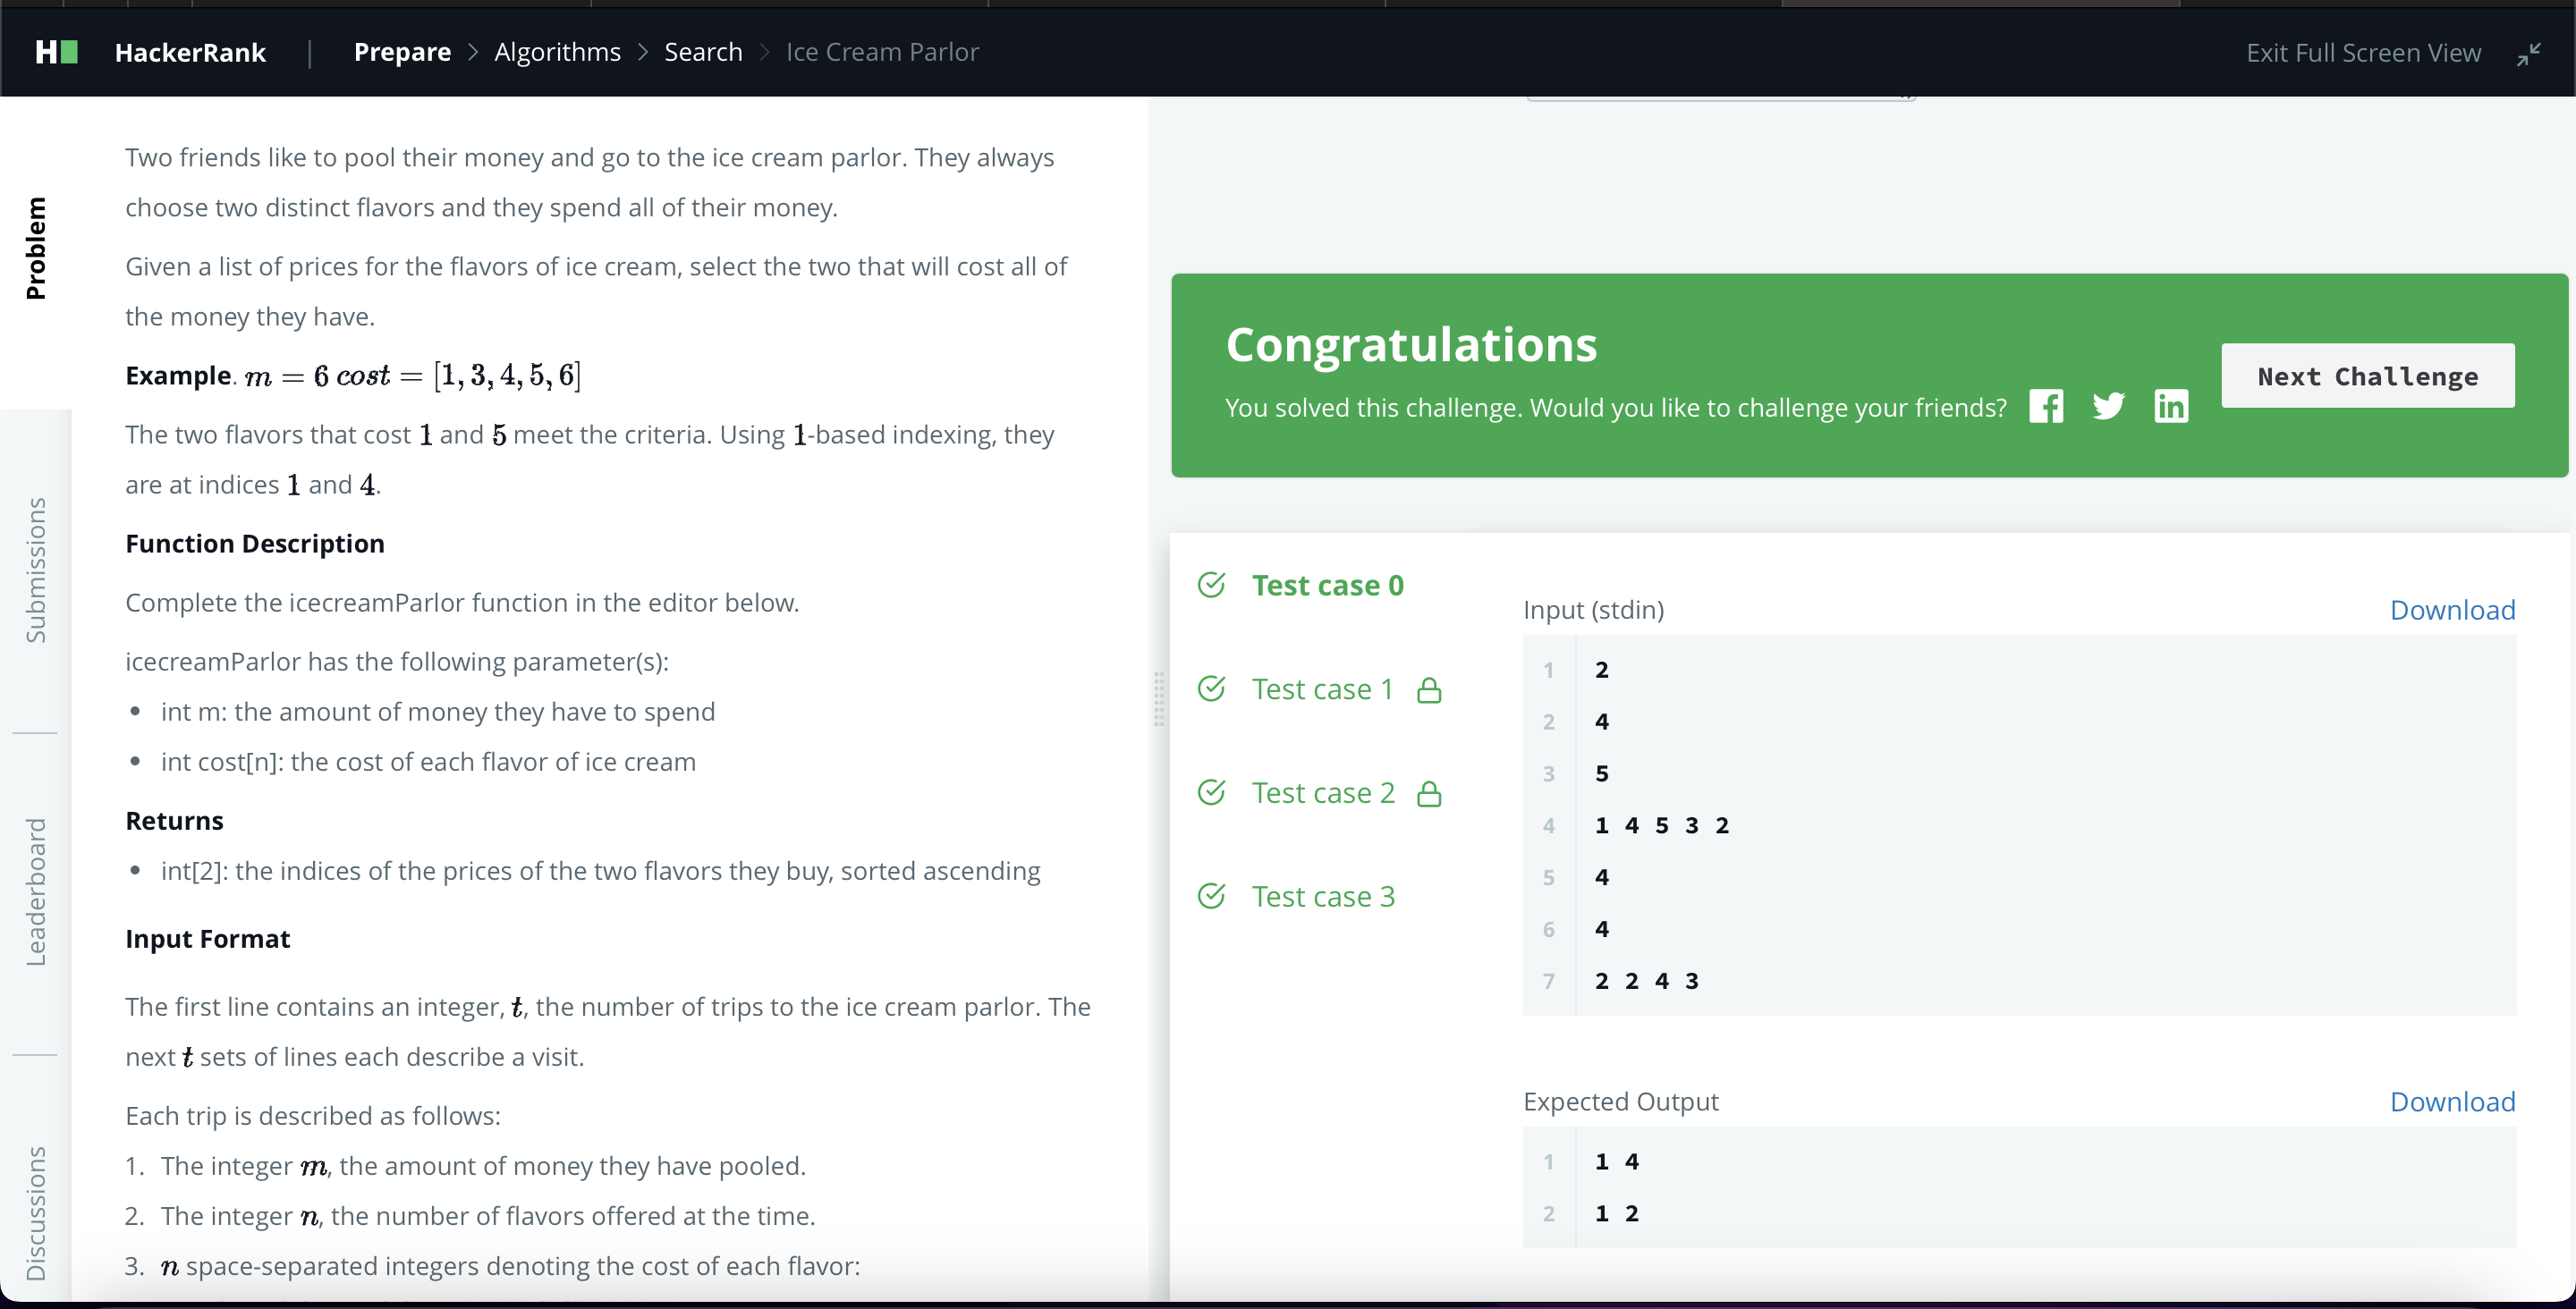 H HackerRank | Prepare > Algorithms > Search > Ice Cream Parlor
Exit Full Screen View
Problem
Submissions
Leaderboard
Discussions
Two friends like to pool their money and go to the ice cream parlor. They always
choose two distinct flavors and they spend all of their money.
Given a list of prices for the flavors of ice cream, select the two that will cost all of
the money they have.
Example. m = 6 cost = [1, 3, 4, 5, 6]
The two flavors that cost 1 and 5 meet the criteria. Using 1-based indexing, they
are at indices 1 and 4.
Function Description
Complete the icecreamParlor function in the editor below.
icecreamParlor has the following parameter(s):
• int m: the amount of money they have to spend
• int cost[n]: the cost of each flavor of ice cream
Returns
• int[2]: the indices of the prices of the two flavors they buy, sorted ascending
Input Format
The first line contains an integer, t, the number of trips to the ice cream parlor. The
next t sets of lines each describe a visit.
Each trip is described as follows:
1. The integer m, the amount of money they have pooled.
2. The integer n, the number of flavors offered at the time.
3. n space-separated integers denoting the cost of each flavor:
Congratulations
You solved this challenge. Would you like to challenge your friends?
Next Challenge
Test case 0
Test case 1
Test case 2
Test case 3
Input (stdin)
Download
1 2
2 4
3 5
4 1 4 5 3 2
5 4
6 4
7 2 2 4 3
Expected Output
Download
1 1 4
2 1 2